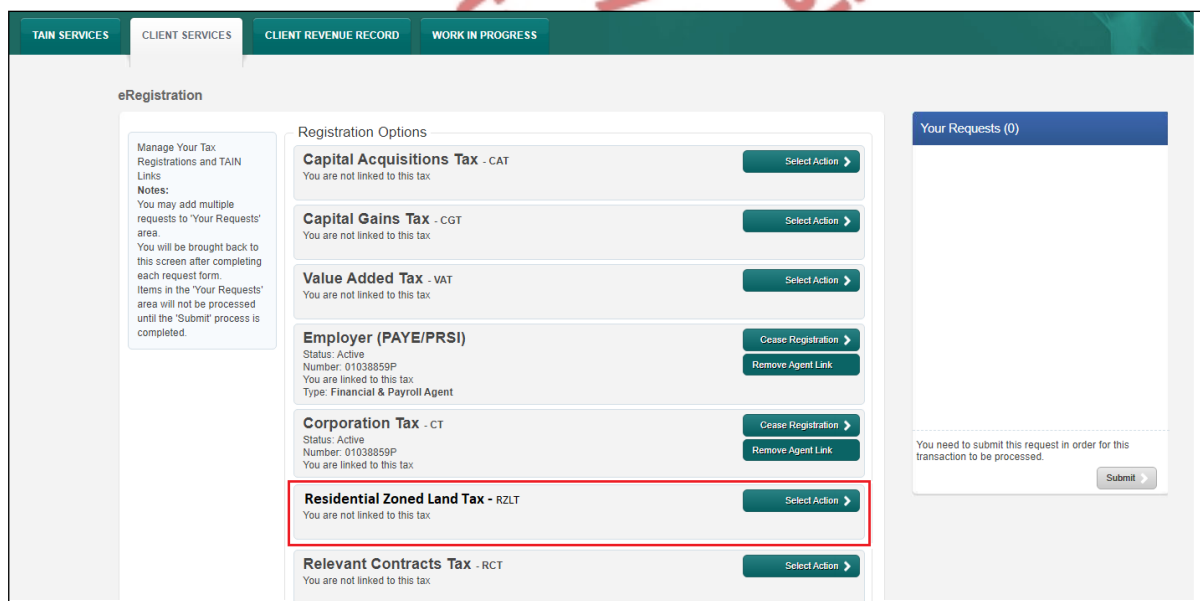 TAIN SERVICES
CLIENT SERVICES
CLIENT REVENUE RECORD
WORK IN PROGRESS
eRegistration
Manage Your Tax
Registrations and TAIN
Links
Notes:
You may add multiple
requests to 'Your Requests'
area.
You will be brought back to
this screen after completing
each request form.
Items in the 'Your Requests'
area will not be processed
until the 'Submit' process is
completed.
Registration Options
Capital Acquisitions Tax - CAT
Select Action
You are not linked to this tax
Capital Gains Tax - CGT
Select Action
You are not linked to this tax
Value Added Tax - VAT
Select Action
You are not linked to this tax
Employer (PAYE/PRSI)
Cease Registration
Status: Active
Number: 01038859P
Remove Agent Link
You are linked to this tax
Type: Financial & Payroll Agent
Corporation Tax - CT
Cease Registration
Status: Active
Number: 01038859P
Remove Agent Link
You are linked to this tax
Residential Zoned Land Tax - RZLT
Select Action
You are not linked to this tax
Relevant Contracts Tax - RCT
Select Action
You are not linked to this tax
Your Requests (0)
You need to submit this request in order for this
transaction to be processed.
Submit